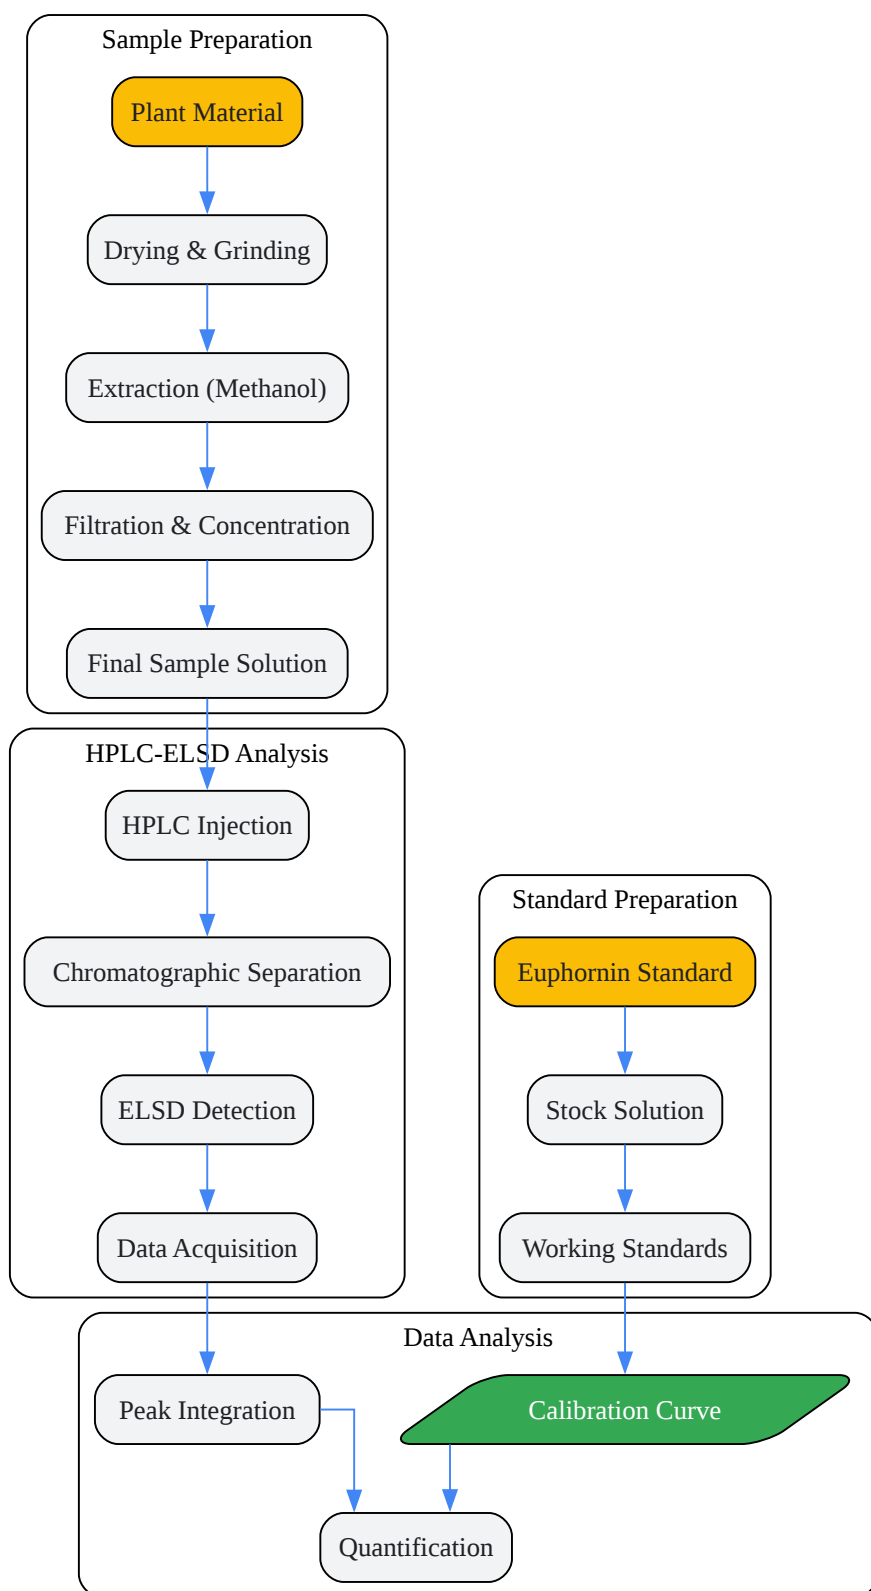 Sample Preparation
Plant Material
Drying & Grinding
Extraction (Methanol)
Filtration & Concentration
Final Sample Solution
HPLC-ELSD Analysis
HPLC Injection
Chromatographic Separation
ELSD Detection
Data Acquisition
Standard Preparation
Euphornin Standard
Stock Solution
Working Standards
Data Analysis
Peak Integration
Calibration Curve
Quantification